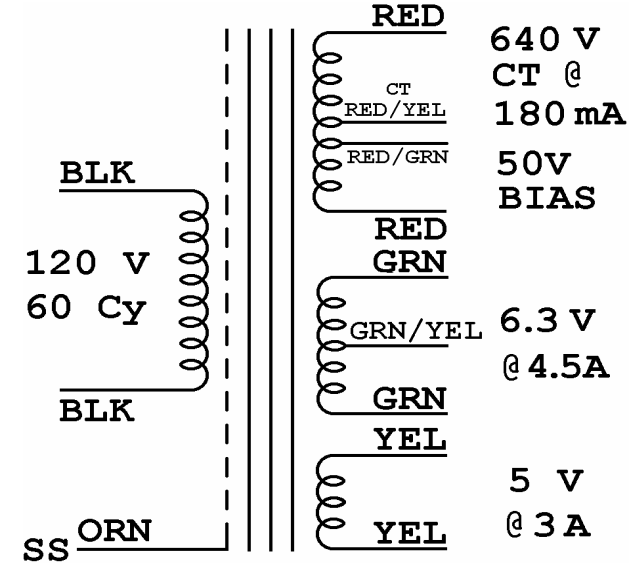 RED
640 V
CT @
180 mA
CT
RED/YEL
RED/GRN
50V
BIAS
RED
BLK
120 V
60 Cy
BLK
GRN
GRN/YEL
6.3 V
@ 4.5A
GRN
YEL
5 V
@ 3 A
YEL
SS ORN